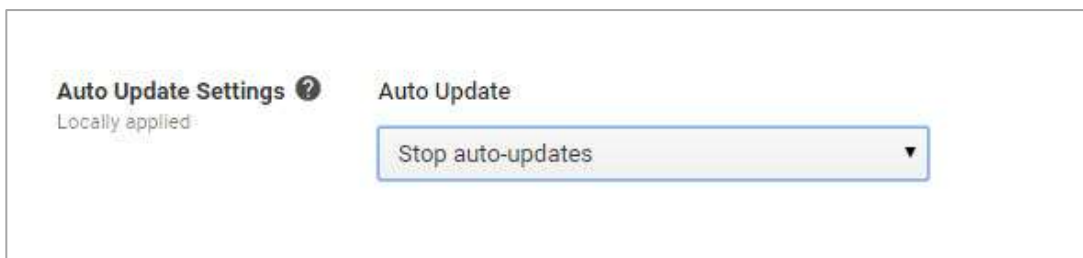 Auto Update Settings ?
Locally applied
Auto Update
Stop auto-updates